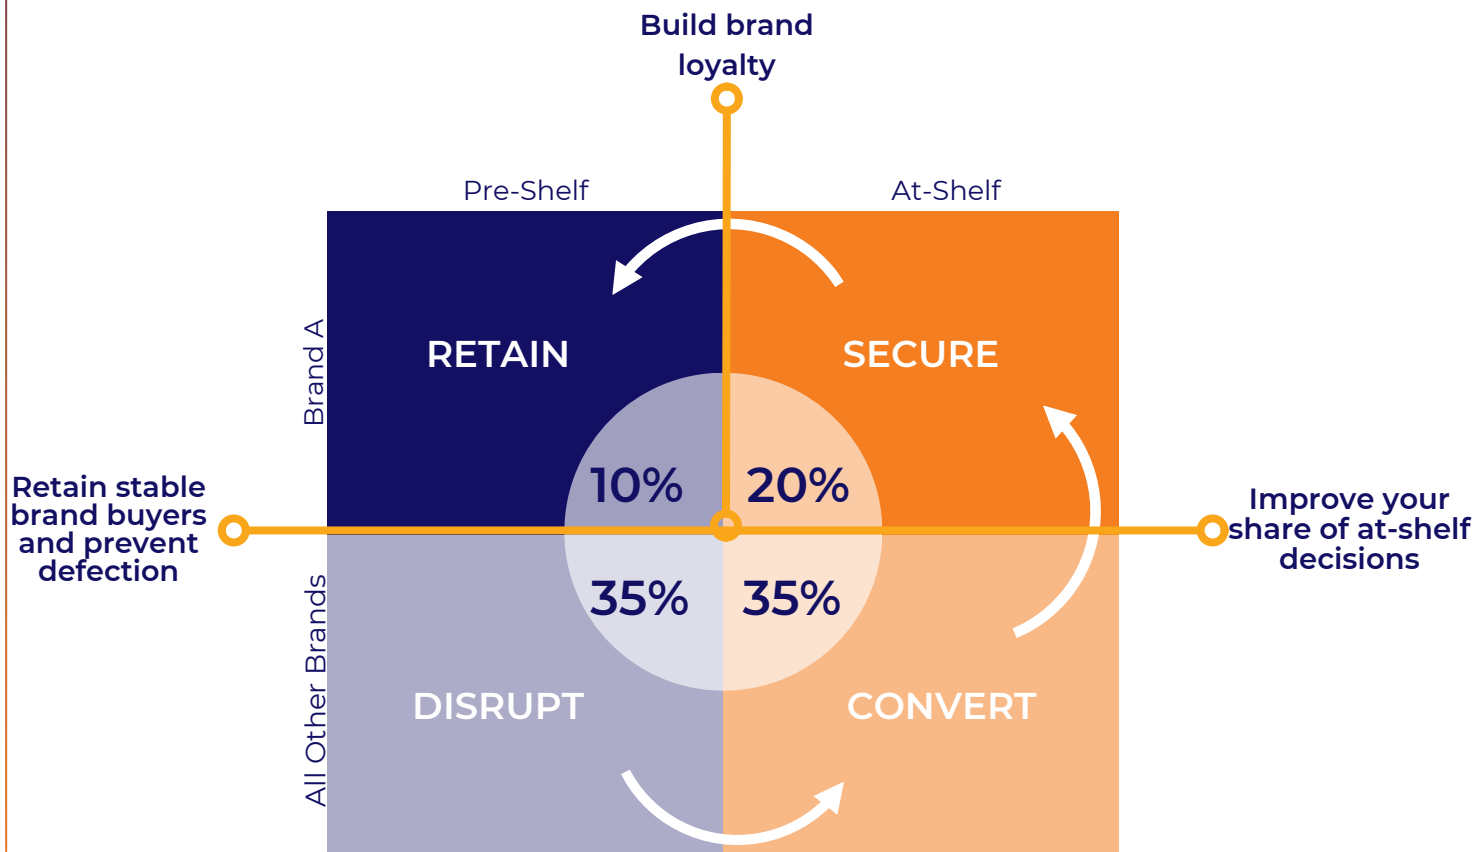 Build brand
loyalty
Pre-Shelf
At-Shelf
Brand A
RETAIN
SECURE
10%
20%
Retain stable
brand buyers
and prevent
defection
Improve your
share of at-shelf
decisions
All Other Brands
35%
35%
DISRUPT
CONVERT